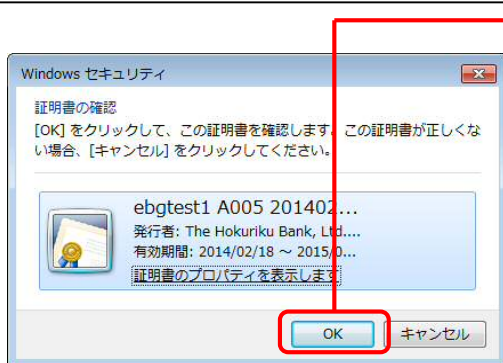 Windows セキュリティ
証明書の確認
[OK] をクリックして、この証明書を確認します。この証明書が正しくな
い場合、[キャンセル] をクリックしてください。
ebgtest1 A005 201402...
発行者: The Hokuriku Bank, Ltd....
有効期間: 2014/02/18 ～ 2015/0...
証明書のプロパティを表示します
OK
キャンセル